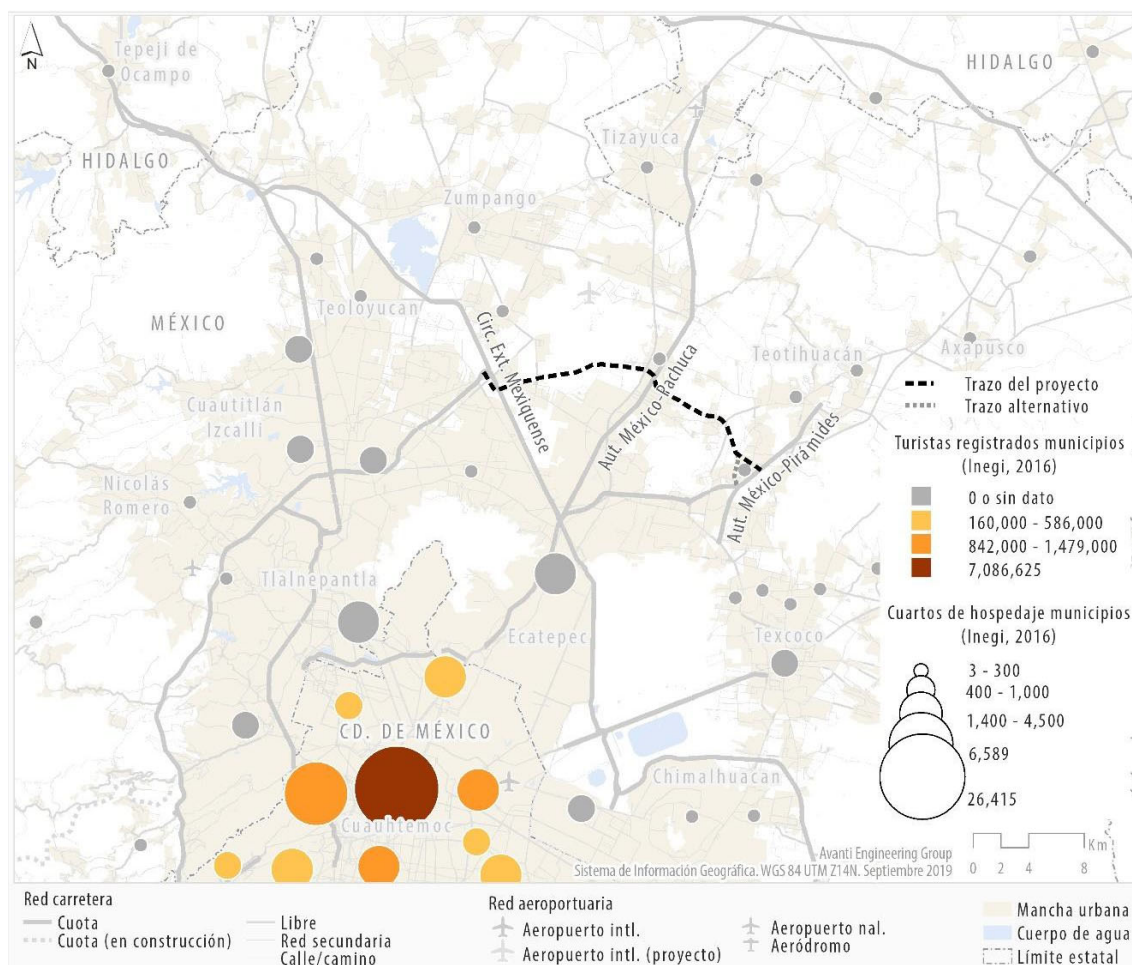 N
Tepeji de
Ocampo
HIDALGO
HIDALGO
Tizayuca
Zumpango
Teoloyucan
MÉXICO
Circ. Ext. Mexiquense
Aut. México-Pachuca
Teotihuacán
Axapusco
Cuautitlán
Izcalli
Nicolás
Romero
Aut. México-Pirámides
Tlalnepantla
Ecatepec
Texcoco
CD. DE MÉXICO
Chimalhuacán
Cuauhtemoc
Trazo del proyecto
Trazo alternativo
Turistas registrados municipios
(Inegi, 2016)
0 o sin dato
160,000 - 586,000
842,000 - 1,479,000
7,086,625
Cuartos de hospedaje municipios
(Inegi, 2016)
3 - 300
400 - 1,000
1,400 - 4,500
6,589
26,415
Km
0 2 4 8
Avanti Engineering Group
Sistema de Información Geográfica. WGS 84 UTM Z14N. Septiembre 2019
Red carretera
Cuota
Cuota (en construcción)
Libre
Red secundaria
Calle/camino
Red aeroportuaria
Aeropuerto intl.
Aeropuerto intl. (proyecto)
Aeropuerto nal.
Aeródromo
Mancha urbana
Cuerpo de agua
Límite estatal